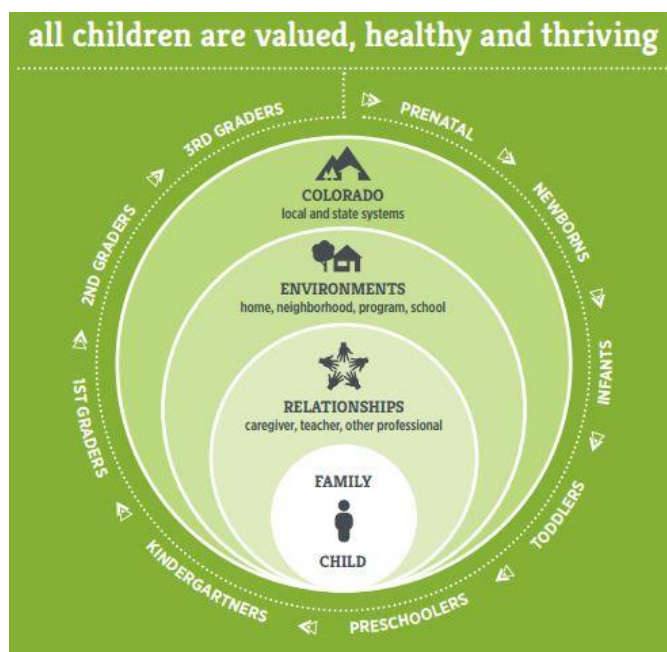 all children are valued, healthy and thriving
PRENATAL
NEWBORNS
INFANTS
TODDLERS
PRESCHOOLERS
KINDERGARTNERS
1ST GRADERS
2ND GRADERS
3RD GRADERS
COLORADO
local and state systems
ENVIRONMENTS
home, neighborhood, program, school
RELATIONSHIPS
caregiver, teacher, other professional
FAMILY
CHILD